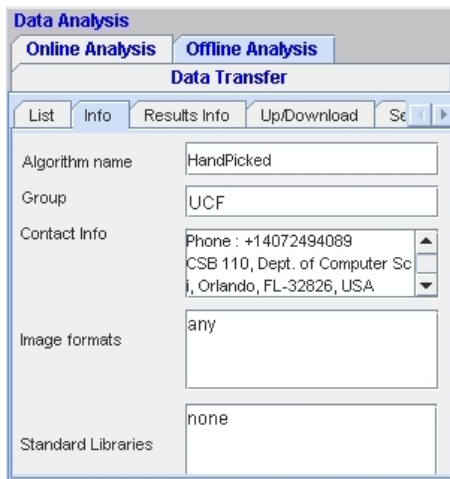 Data Analysis
Online Analysis Offline Analysis
Data Transfer
List Info Results Info Up/Download
Algorithm name HandPicked
Group UCF
Contact Info
Phone : +14072494089
CSB 110, Dept. of Computer Sc
i, Orlando, FL-32826, USA
Image formats any
Standard Libraries none